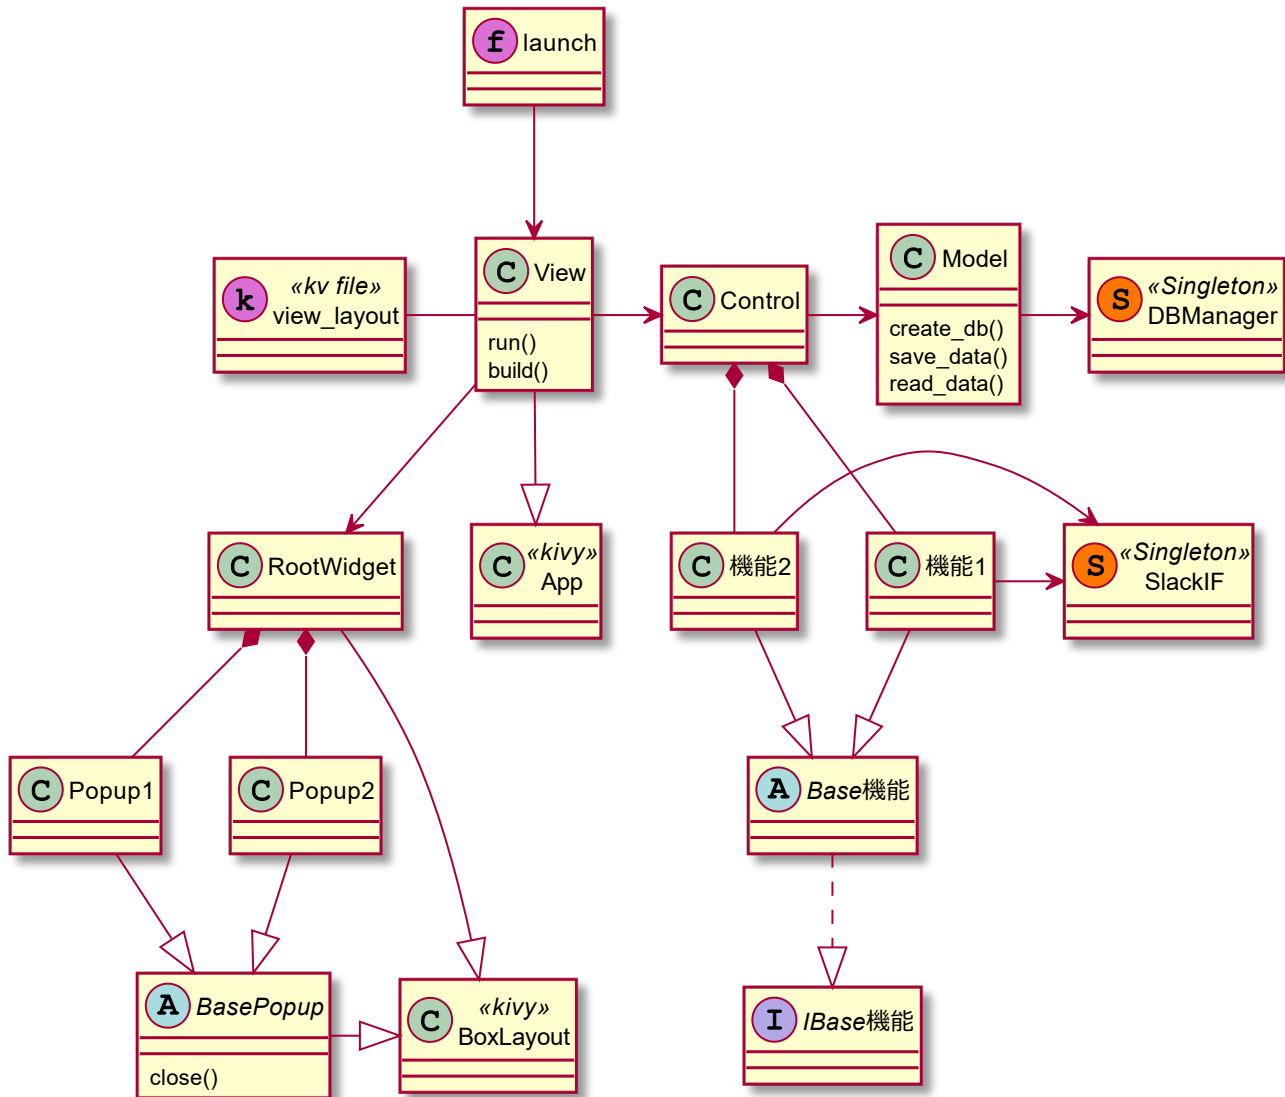 f launch
k «kv file»
view_layout
C View
run()
build()
C Control
C Model
create_db()
save_data()
read_data()
S «Singleton»
DBManager
C RootWidget
C «kivy»
App
C 機能2
C 機能1
S «Singleton»
SlackIF
C Popup1
C Popup2
A Base機能
A BasePopup
close()
C «kivy»
BoxLayout
I IBase機能